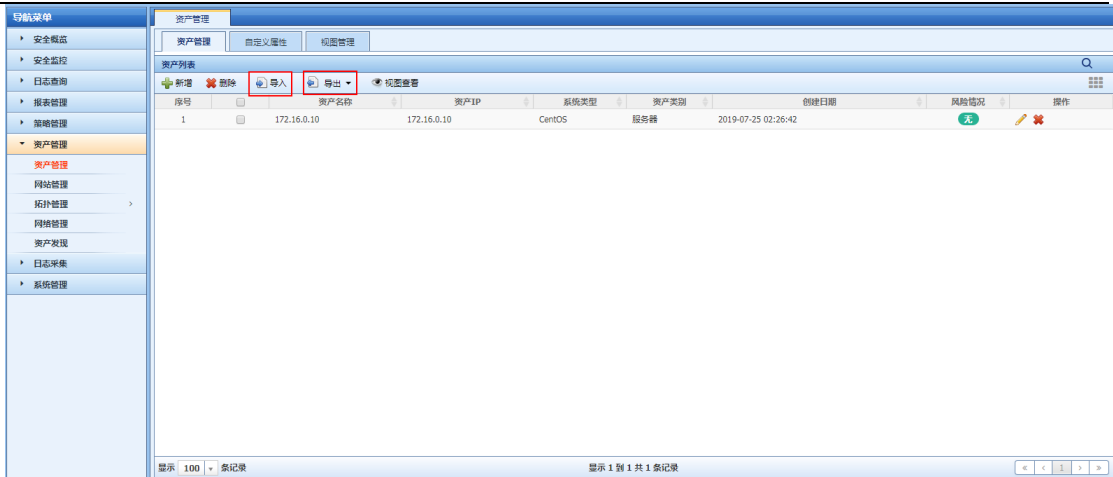 导航菜单
安全概览
安全监控
日志查询
报表管理
策略管理
资产管理
资产管理
网站管理
拓扑管理
网络管理
资产发现
日志采集
系统管理
资产管理
资产管理 自定义属性 视图管理
资产列表
新增 删除 导入 导出 视图查看
序号 资产名称 资产IP 系统类型 资产类别 创建日期 风险情况 操作
1 172.16.0.10 172.16.0.10 CentOS 服务器 2019-07-25 02:26:42 无
显示 100 条记录 显示 1 到 1 共 1 条记录 « ‹ 1 › »